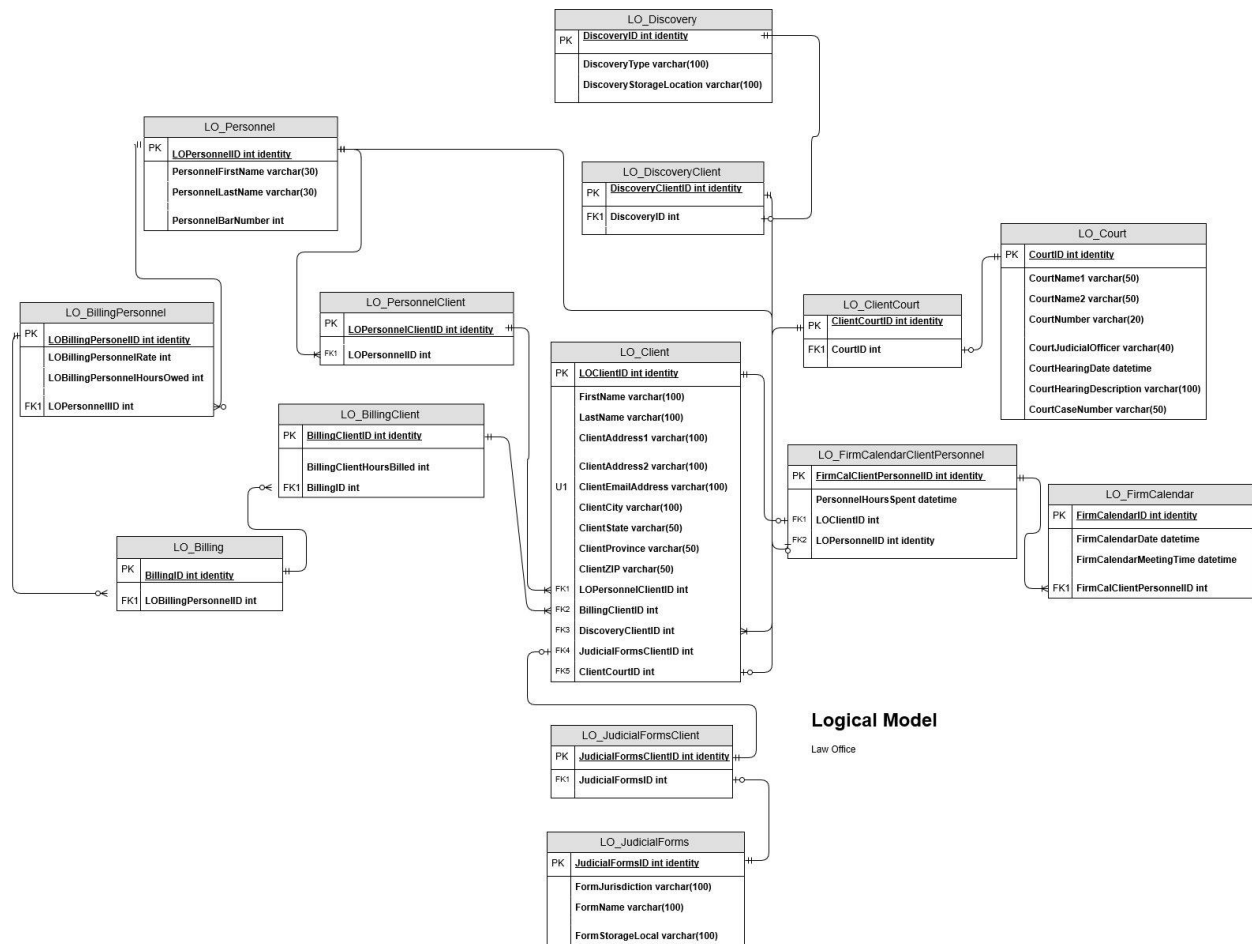 LO_Discovery
PK DiscoveryID int identity
DiscoveryType varchar(100)
DiscoveryStorageLocation varchar(100)
LO_Personnel
PK LOPersonnelID int identity
PersonnelFirstName varchar(30)
PersonnelLastName varchar(30)
PersonnelBarNumber int
LO_DiscoveryClient
PK DiscoveryClientID int identity
FK1 DiscoveryID int
LO_Court
PK CourtID int identity
CourtName1 varchar(50)
CourtName2 varchar(50)
CourtNumber varchar(20)
CourtJudicialOfficer varchar(40)
CourtHearingDate datetime
CourtHearingDescription varchar(100)
CourtCaseNumber varchar(50)
LO_ClientCourt
PK ClientCourtID int identity
FK1 CourtID int
LO_PersonnelClient
PK LOPersonnelClientID int identity
FK1 LOPersonnelID int
LO_BillingPersonnel
PK LOBillingPersonelID int identity
LOBillingPersonnelRate int
LOBillingPersonnelHoursOwed int
FK1 LOPersonnelIID int
LO_Client
PK LOClientID int identity
FirstName varchar(100)
LastName varchar(100)
ClientAddress1 varchar(100)
ClientAddress2 varchar(100)
U1 ClientEmailAddress varchar(100)
ClientCity varchar(100)
ClientState varchar(50)
ClientProvince varchar(50)
ClientZIP varchar(50)
FK1 LOPersonnelClientID int
FK2 BillingClientID int
FK3 DiscoveryClientID int
FK4 JudicialFormsClientID int
FK5 ClientCourtID int
LO_BillingClient
PK BillingClientID int identity
BillingClientHoursBilled int
FK1 BillingID int
LO_FirmCalendarClientPersonnel
PK FirmCalClientPersonnelID int identity
PersonnelHoursSpent datetime
FK1 LOClientID int
FK2 LOPersonnelID int identity
LO_FirmCalendar
PK FirmCalendarID int identity
FirmCalendarDate datetime
FirmCalendarMeetingTime datetime
FK1 FirmCalClientPersonnelID int
LO_Billing
PK BillingID int identity
FK1 LOBillingPersonnelID int
Logical Model
Law Office
LO_JudicialFormsClient
PK JudicialFormsClientID int identity
FK1 JudicialFormsID int
LO_JudicialForms
PK JudicialFormsID int identity
FormJurisdiction varchar(100)
FormName varchar(100)
FormStorageLocal varchar(100)